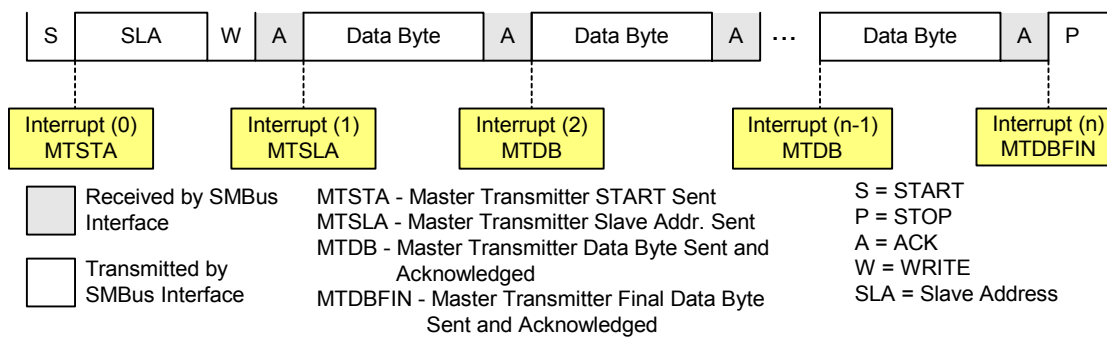 S SLA W A Data Byte A Data Byte A ... Data Byte A P
Interrupt (0)
MTSTA
Interrupt (1)
MTSLA
Interrupt (2)
MTDB
Interrupt (n-1)
MTDB
Interrupt (n)
MTDBFIN
Received by SMBus
Interface
Transmitted by
SMBus Interface
MTSTA - Master Transmitter START Sent
MTSLA - Master Transmitter Slave Addr. Sent
MTDB - Master Transmitter Data Byte Sent and
Acknowledged
MTDBFIN - Master Transmitter Final Data Byte
Sent and Acknowledged
S = START
P = STOP
A = ACK
W = WRITE
SLA = Slave Address